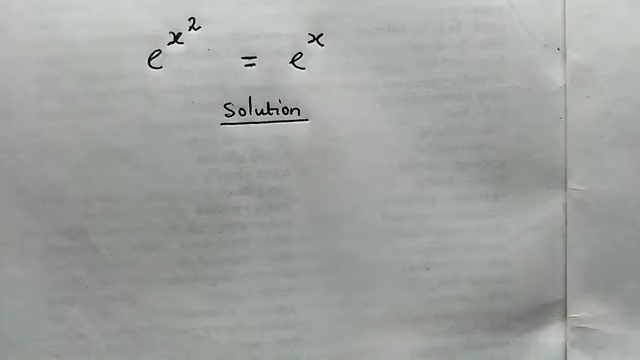 e^{x^2} = e^x
Solution